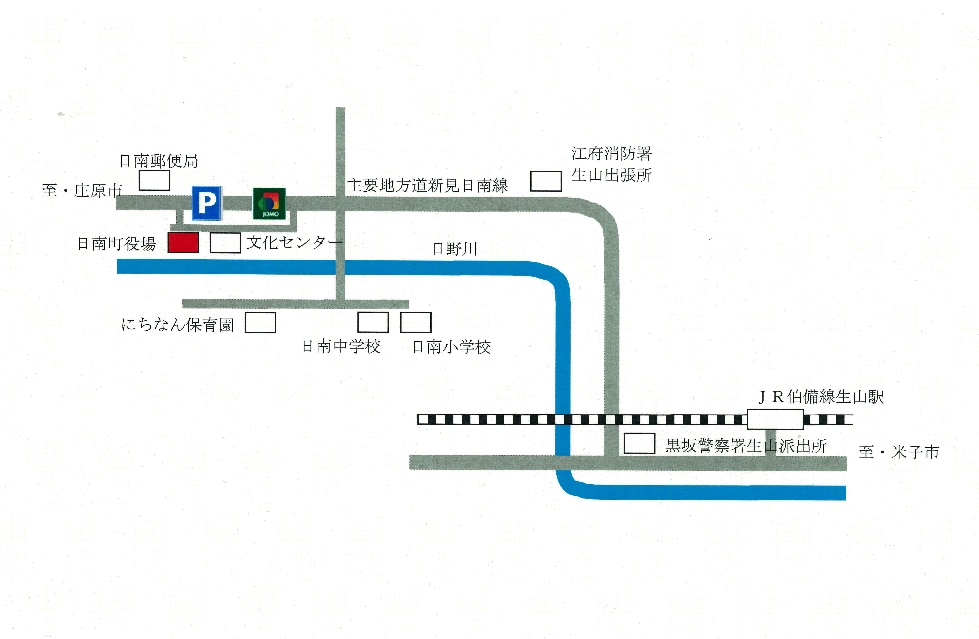 日南郵便局
江府消防署
生山出張所
至・庄原市
P
JOMO
主要地方道新見日南線
日南町役場
文化センター
日野川
にちなん保育園
日南中学校
日南小学校
ＪＲ伯備線生山駅
黒坂警察署生山派出所
至・米子市